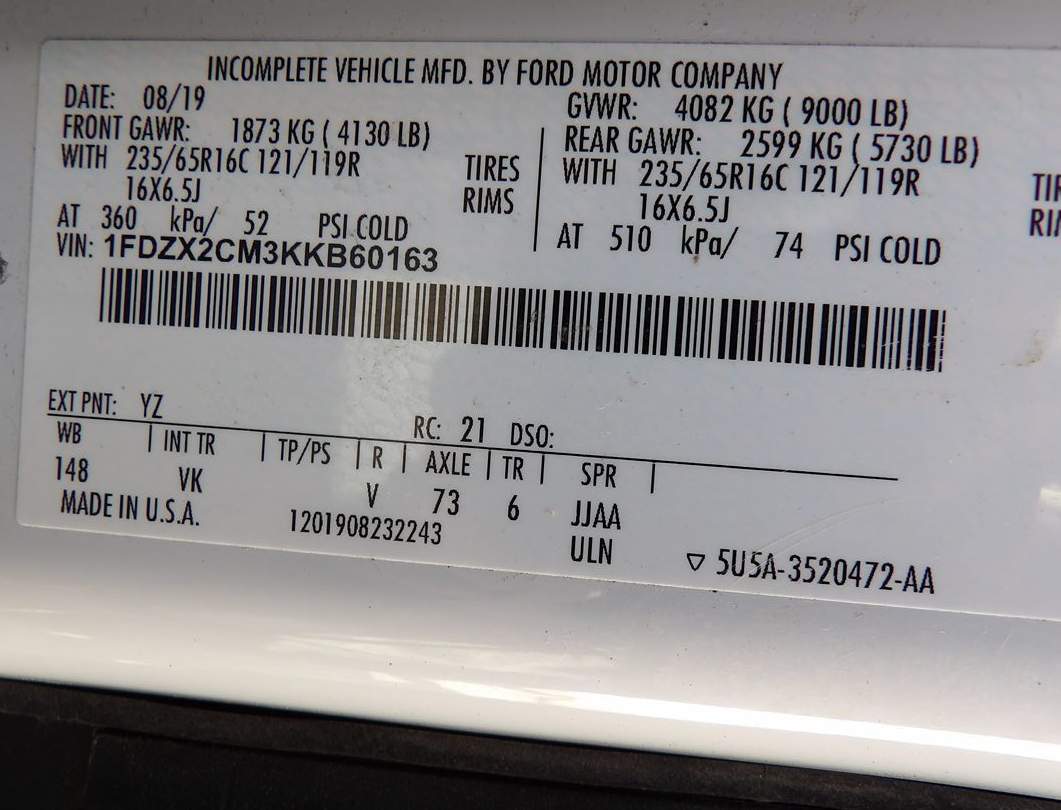 INCOMPLETE VEHICLE MFD. BY FORD MOTOR COMPANY
DATE: 08/19 GVWR: 4082 KG ( 9000 LB)
FRONT GAWR: 1873 KG ( 4130 LB) REAR GAWR: 2599 KG ( 5730 LB)
WITH 235/65R16C 121/119R TIRES WITH 235/65R16C 121/119R
16X6.5J RIMS 16X6.5J
AT 360 kPa/ 52 PSI COLD AT 510 kPa/ 74 PSI COLD
VIN: 1FDZX2CM3KKB60163
EXT PNT: YZ RC: 21 DSO:
WB INT TR TP/PS R AXLE TR SPR
148 VK V 73 6 JJAA
MADE IN U.S.A. 1201908232243 ULN ▽ 5U5A-3520472-AA